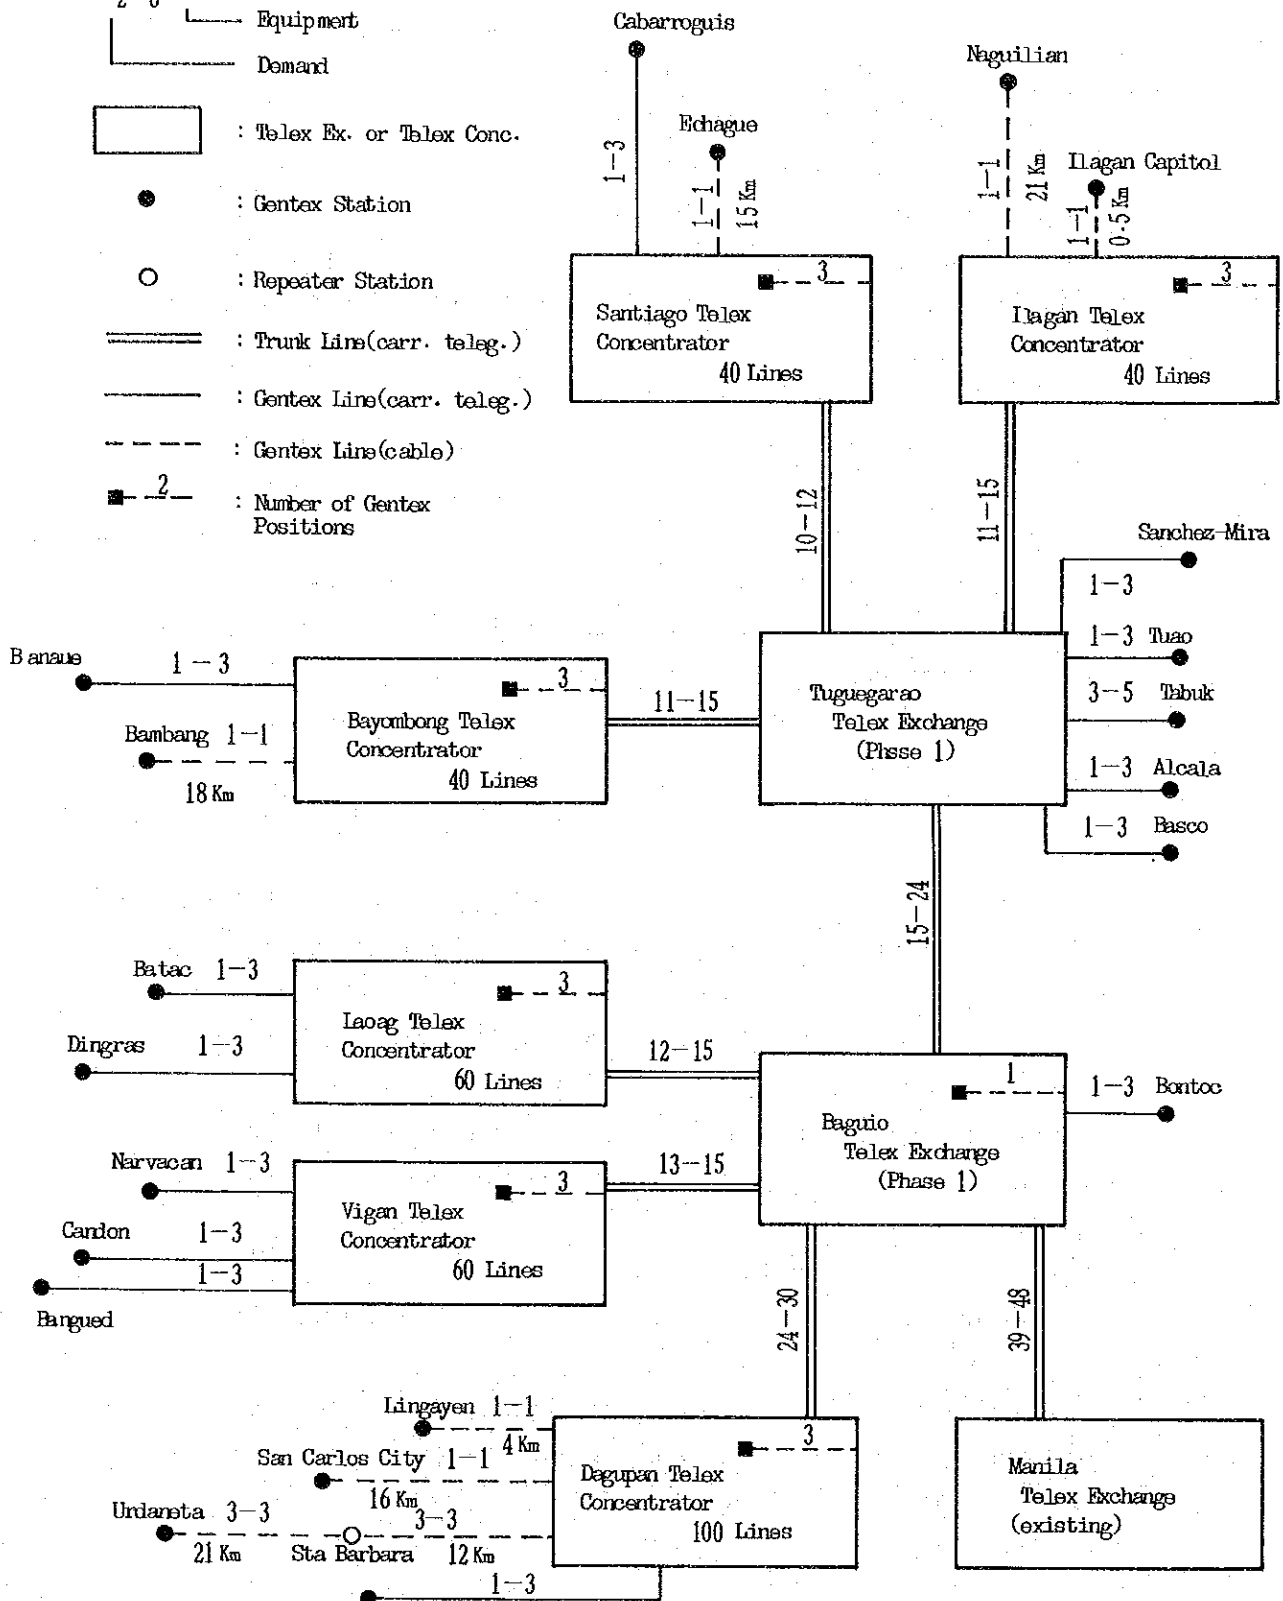 Equipment
Demand
: Telex Ex. or Telex Conc.
: Gentex Station
: Repeater Station
: Trunk Line(carr. teleg.)
: Gentex Line(carr. teleg.)
: Gentex Line(cable)
2
: Number of Gentex
Positions
Cabarroguis
1-3
Echague
1-1
15 Km
3
Santiago Telex
Concentrator
40 Lines
Naguilian
1-1
21 Km
Ilagan Capitol
1-1
0.5 Km
3
Ilagan Telex
Concentrator
40 Lines
10-12
11-15
Sanchez-Mira
1-3
1-3 Tuao
3-5 Tabuk
1-3 Alcala
1-3 Basco
Tuguegarao
Telex Exchange
(Phsse 1)
Banaue 1-3
Bambang 1-1
18 Km
3
Bayombong Telex
Concentrator
40 Lines
11-15
15-24
Batac 1-3
Dingras 1-3
3
Laoag Telex
Concentrator
60 Lines
12-15
1
Baguio
Telex Exchange
(Phase 1)
1-3 Bontoc
Narvacan 1-3
Candon 1-3
1-3
Bangued
3
Vigan Telex
Concentrator
60 Lines
13-15
24-30
39-48
Lingayen 1-1
4 Km
San Carlos City 1-1
16 Km
Urdaneta 3-3
21 Km
3-3
Sta Barbara 12 Km
1-3
3
Dagupan Telex
Concentrator
100 Lines
Manila
Telex Exchange
(existing)